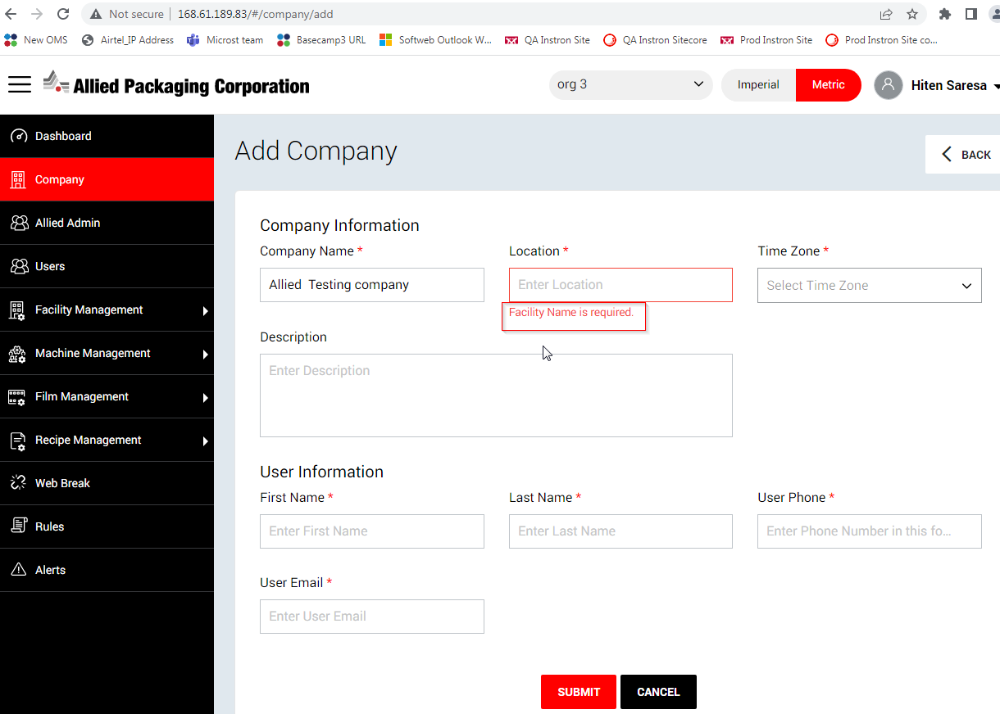 Not secure 168.61.189.83/#/company/add
New OMS Airtel_IP Address Microst team Basecamp3 URL Softweb Outlook W... QA Instron Site QA Instron Sitecore Prod Instron Site Prod Instron Site co...
Allied Packaging Corporation org 3 Imperial Metric Hiten Saresa
Dashboard
Company
Allied Admin
Users
Facility Management
Machine Management
Film Management
Recipe Management
Web Break
Rules
Alerts
Add Company
BACK
Company Information
Company Name * Location * Time Zone *
Allied  Testing company Enter Location Select Time Zone
Facility Name is required.
Description
Enter Description
User Information
First Name * Last Name * User Phone *
Enter First Name Enter Last Name Enter Phone Number in this fo...
User Email *
Enter User Email
SUBMIT CANCEL